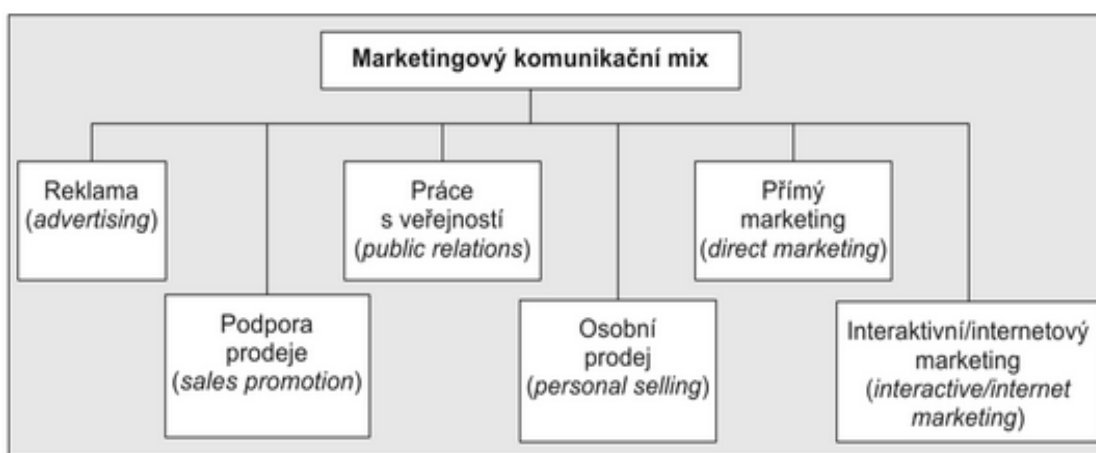 Marketingový komunikační mix
Reklama
(advertising)
Podpora
prodeje
(sales promotion)
Práce
s veřejností
(public relations)
Osobní
prodej
(personal selling)
Přímý
marketing
(direct marketing)
Interaktivní/internetový
marketing
(interactive/internet
marketing)